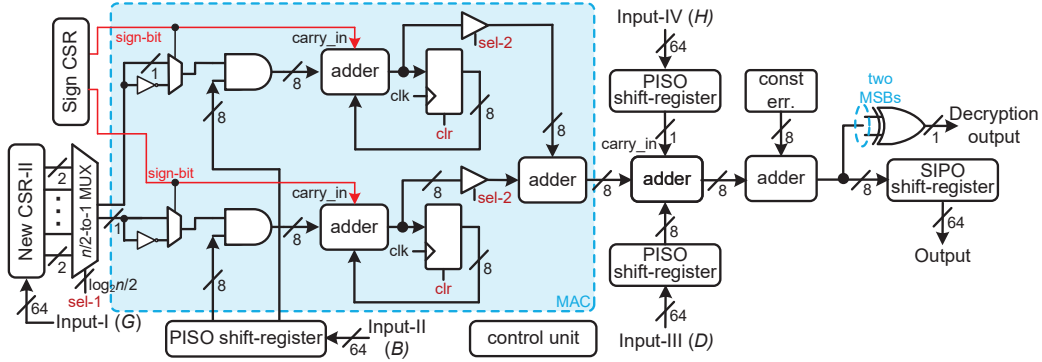 Sign CSR
sign-bit
1
carry_in
adder
clk
clr
8
8
8
sel-2
8
New CSR-II
2
2
n/2-to-1 MUX
log₂n/2
sel-1
64
Input-I (G)
sign-bit
1
8
8
carry_in
adder
clk
clr
8
8
sel-2
adder
MAC
PISO shift-register
64
Input-II
(B)
control unit
Input-IV (H)
64
PISO
shift-register
1
carry_in
8
adder
8
8
PISO
shift-register
64
Input-III (D)
const
err.
8
adder
two
MSBs
1
Decryption
output
8
SIPO
shift-register
64
Output